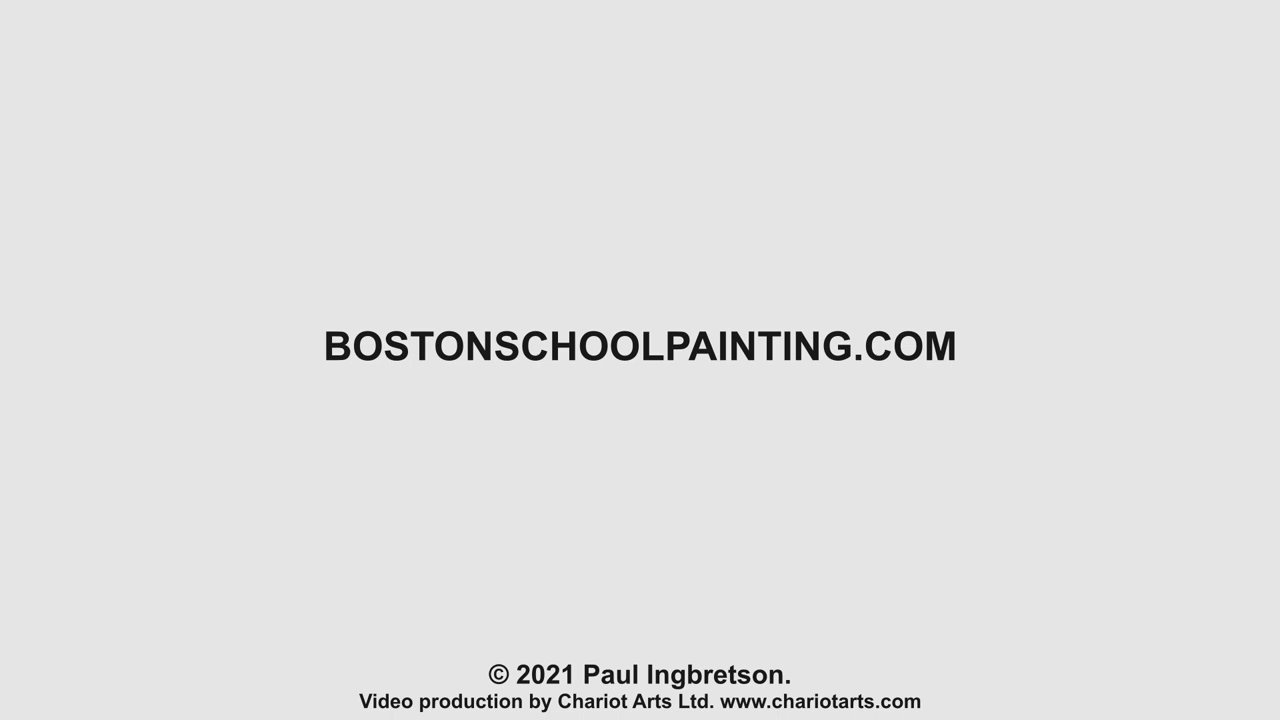 BOSTONSCHOOLPAINTING.COM
© 2021 Paul Ingbretson.
Video production by Chariot Arts Ltd. www.chariotarts.com